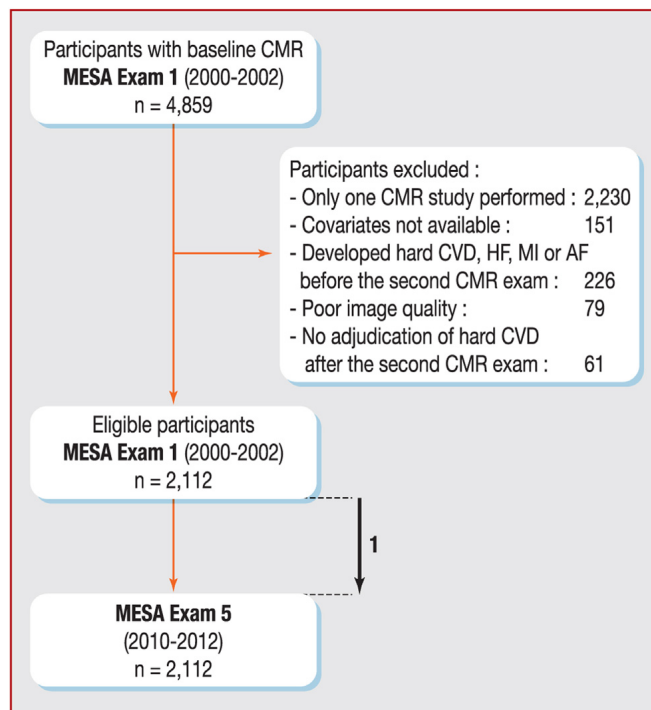 Participants with baseline CMR
MESA Exam 1 (2000-2002)
n = 4,859
Participants excluded :
- Only one CMR study performed : 2,230
- Covariates not available : 151
- Developed hard CVD, HF, MI or AF
before the second CMR exam : 226
- Poor image quality : 79
- No adjudication of hard CVD
after the second CMR exam : 61
Eligible participants
MESA Exam 1 (2000-2002)
n = 2,112
1
MESA Exam 5
(2010-2012)
n = 2,112